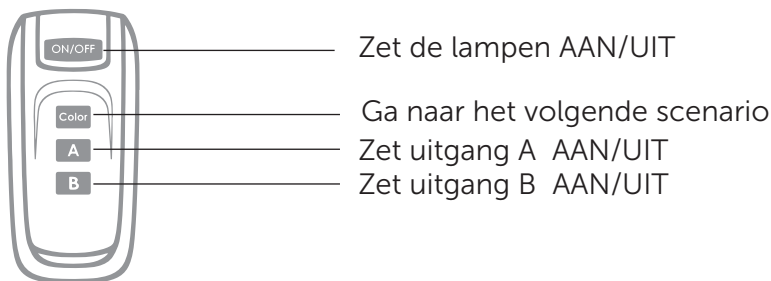 ON/OFF Zet de lampen AAN/UIT
Color Ga naar het volgende scenario
A Zet uitgang A AAN/UIT
B Zet uitgang B AAN/UIT